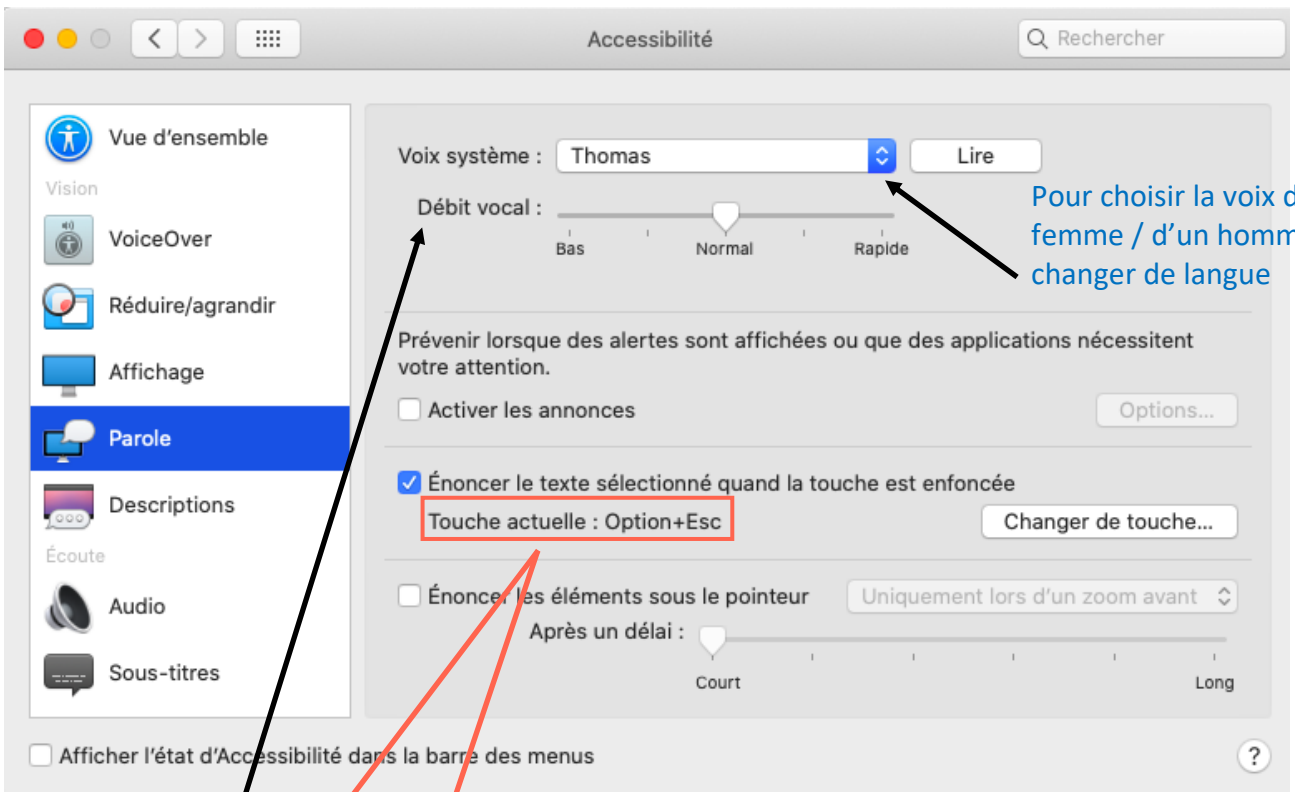 Accessibilité
Rechercher
Vue d'ensemble
Vision
VoiceOver
Réduire/agrandir
Affichage
Parole
Descriptions
Écoute
Audio
Sous-titres
Voix système : Thomas Lire
Débit vocal :
Bas Normal Rapide
Pour choisir la voix
femme / d'un
changer de langue
Prévenir lorsque des alertes sont affichées ou que des applications nécessitent
votre attention.
Activer les annonces Options...
Énoncer le texte sélectionné quand la touche est enfoncée
Touche actuelle : Option+Esc Changer de touche...
Énoncer les éléments sous le pointeur Uniquement lors d'un zoom avant
Après un délai :
Court Long
Afficher l'état d'Accessibilité dans la barre des menus
?